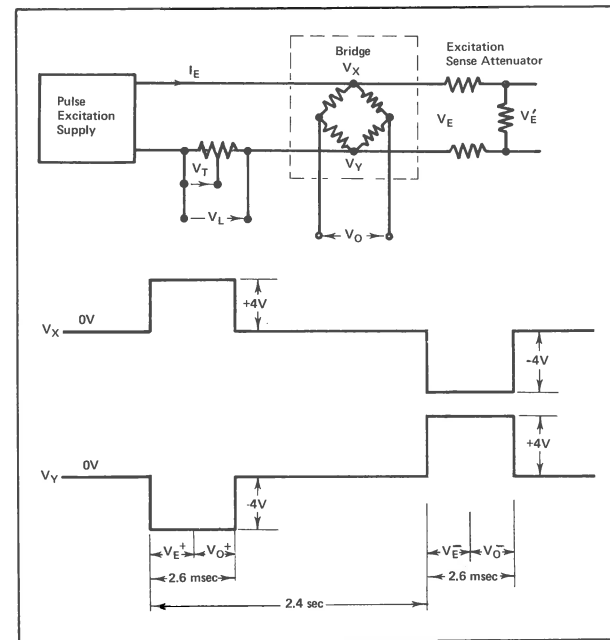 Bridge
Excitation
Sense Attenuator
I_E
V_X
Pulse
Excitation
Supply
V_E
V_E'
V_T
V_Y
V_L
V_O
+4V
V_X
0V
-4V
+4V
V_Y
0V
-4V
V_E^+
V_O^+
V_E^-
V_O^-
2.6 msec
2.6 msec
2.4 sec